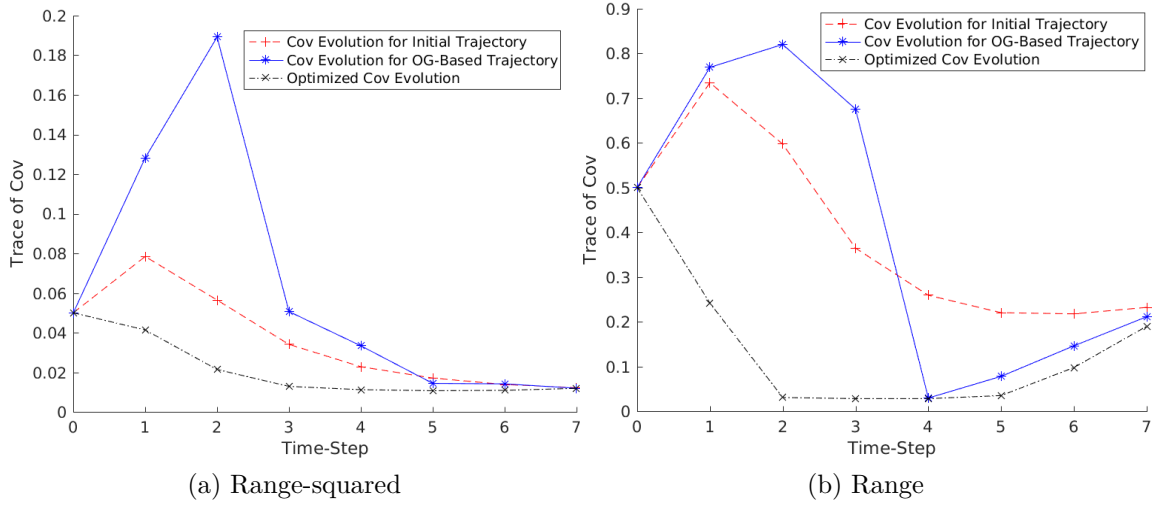 0.2
0.18
0.16
0.14
0.12
0.1
0.08
0.06
0.04
0.02
0
Trace of Cov
Cov Evolution for Initial Trajectory
Cov Evolution for OG-Based Trajectory
Optimized Cov Evolution
0 1 2 3 4 5 6 7
Time-Step
(a) Range-squared
0.9
0.8
0.7
0.6
0.5
0.4
0.3
0.2
0.1
0
Trace of Cov
Cov Evolution for Initial Trajectory
Cov Evolution for OG-Based Trajectory
Optimized Cov Evolution
0 1 2 3 4 5 6 7
Time-Step
(b) Range